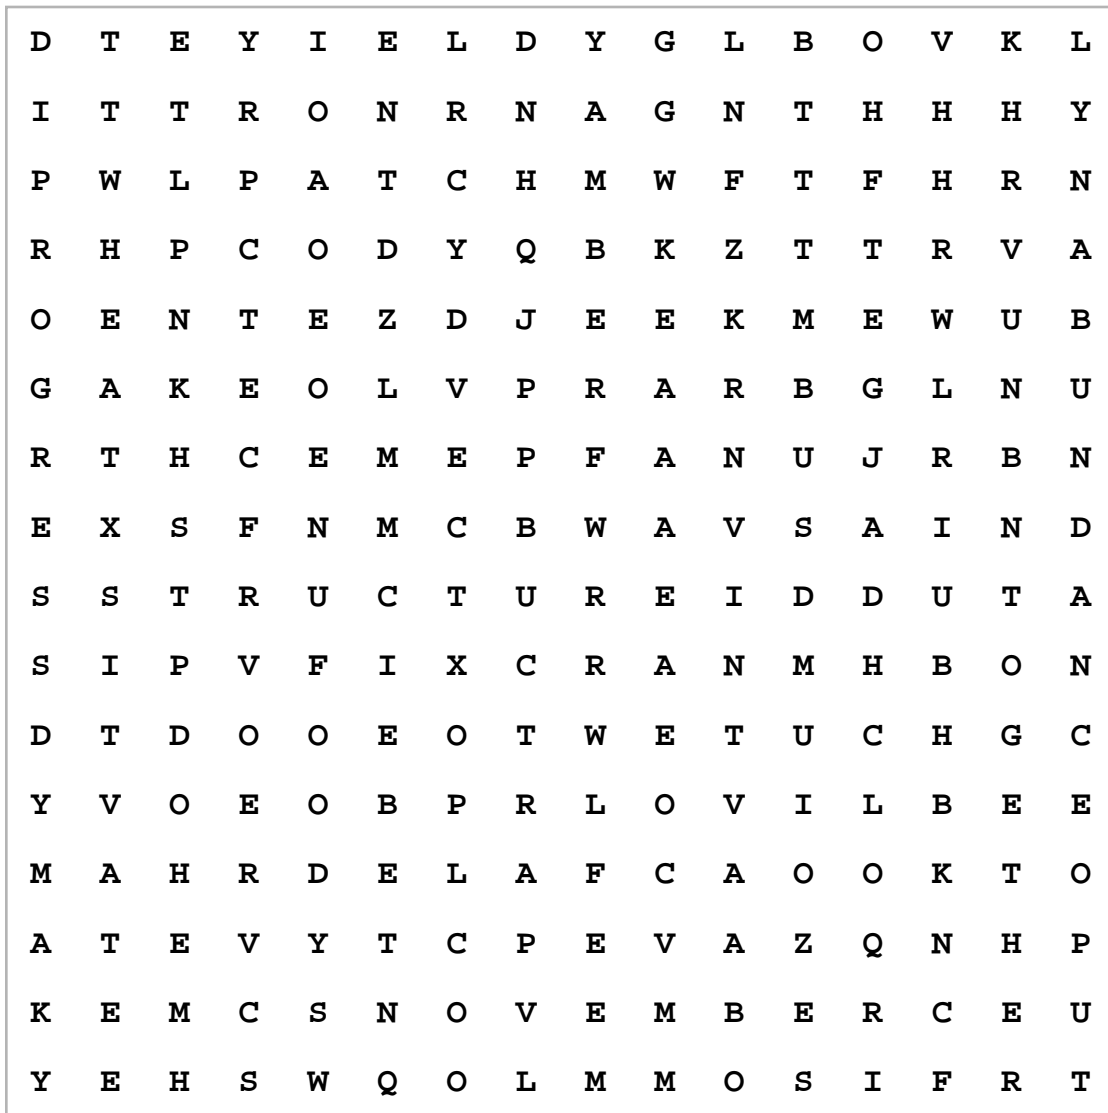 D T E Y I E L D Y G L B O V K L
I T T R O N R N A G N T H H H Y
P W L P A T C H M W F T F H R N
R H P C O D Y Q B K Z T T R V A
O E N T E Z D J E E K M E W U B
G A K E O L V P R A R B G L N U
R T H C E M E P F A N U J R B N
E X S F N M C B W A V S A I N D
S S T R U C T U R E I D D U T A
S I P V F I X C R A N M H B O N
D T D O O E O T W E T U C H G C
Y V O E O B P R L O V I L B E E
M A H R D E L A F C A O O K T O
A T E V Y T C P E V A Z Q N H P
K E M C S N O V E M B E R C E U
Y E H S W Q O L M M O S I F R T